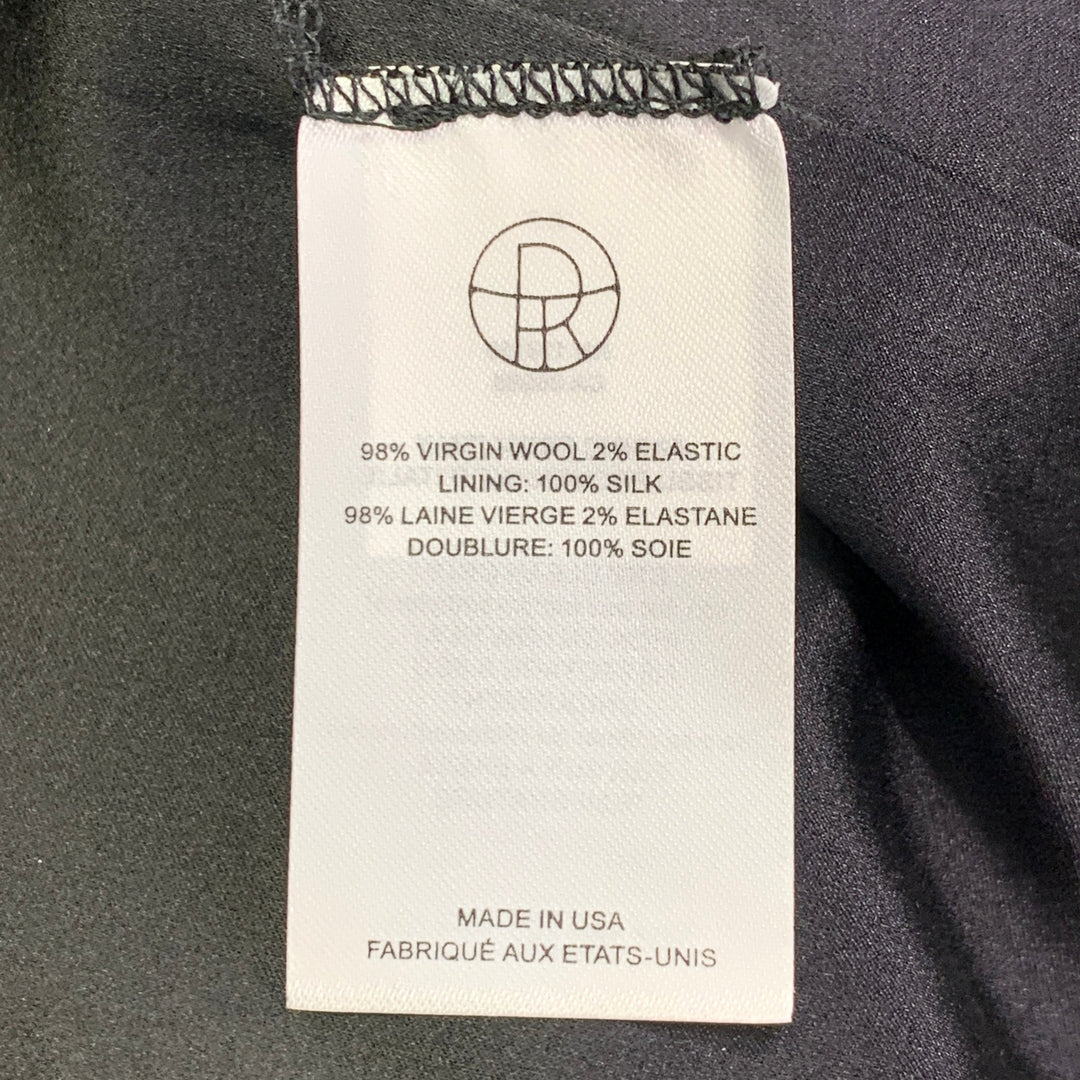 98% VIRGIN WOOL 2% ELASTIC
LINING: 100% SILK
98% LAINE VIERGE 2% ELASTANE
DOUBLURE: 100% SOIE
MADE IN USA
FABRIQUÉ AUX ETATS-UNIS